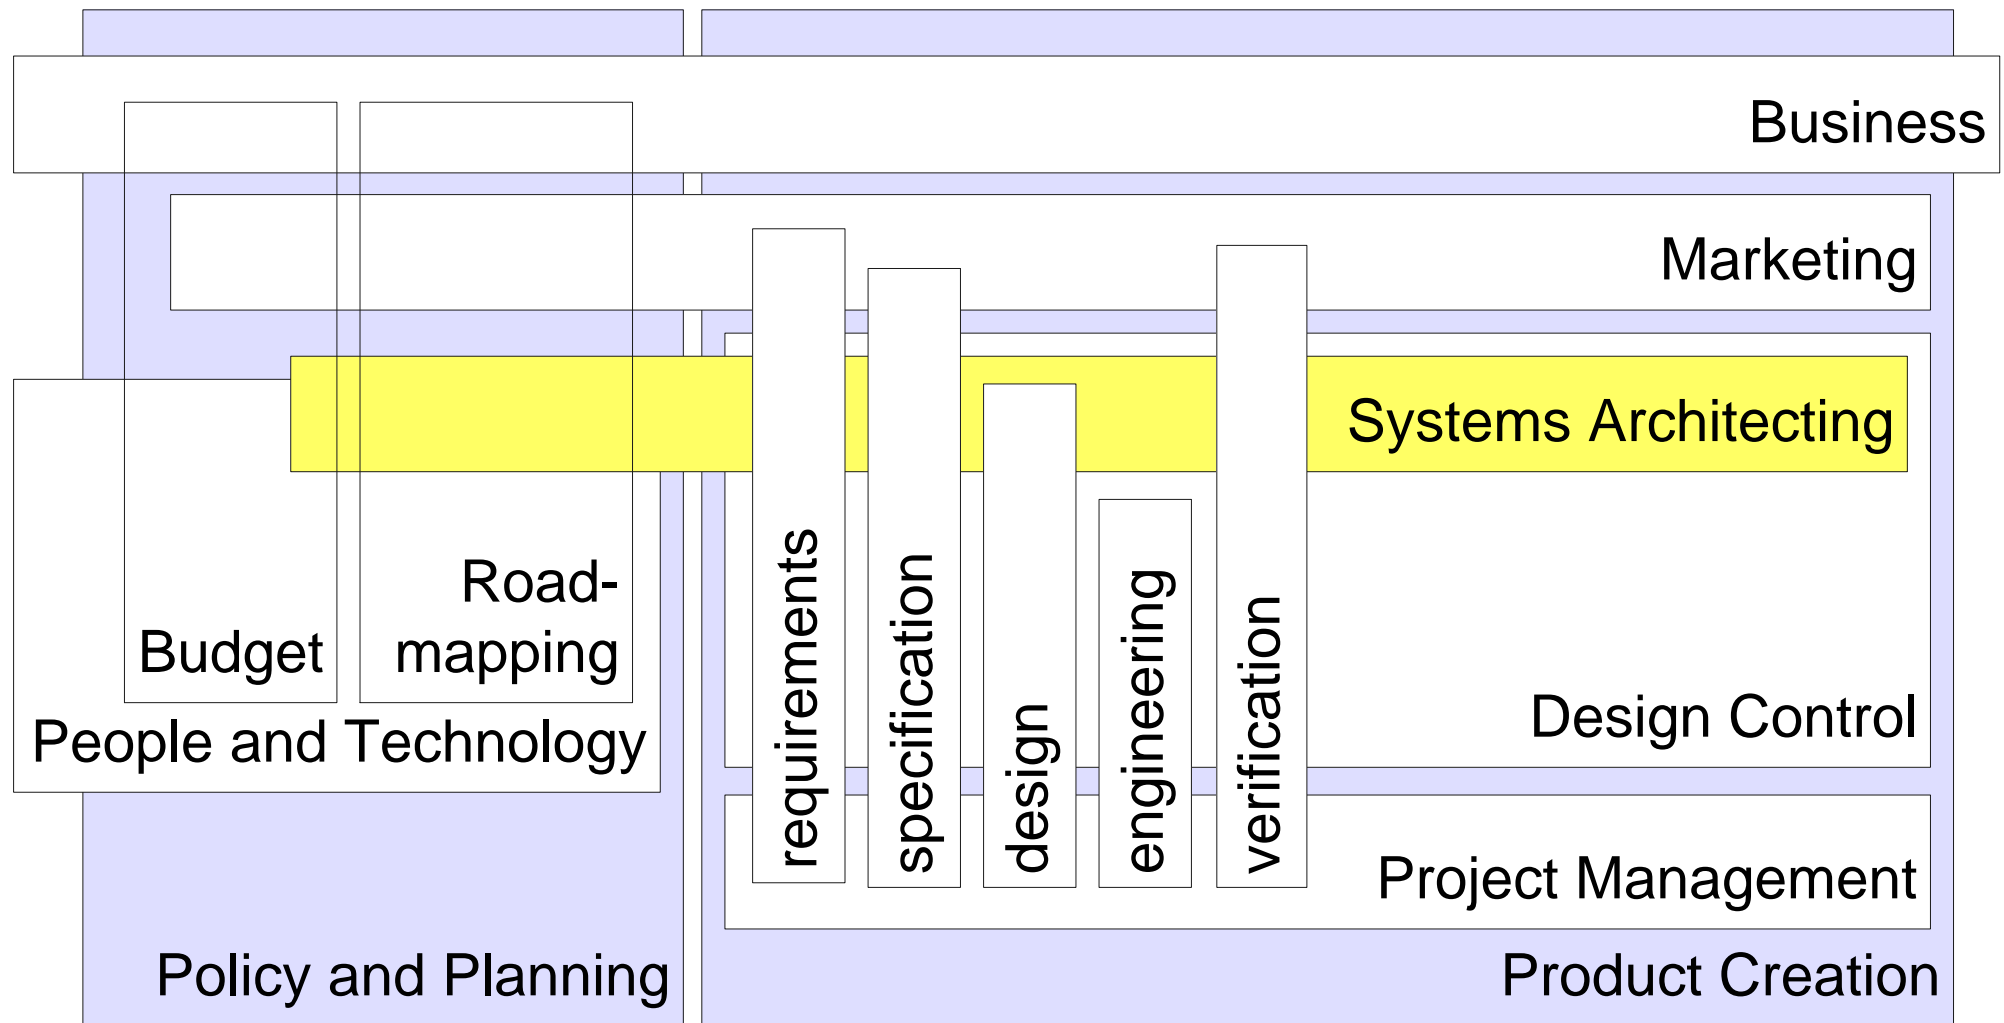 Business
Marketing
Systems Architecting
Road-
mapping
Budget
People and Technology
requirements
specification
design
engineering
verification
Design Control
Project Management
Policy and Planning
Product Creation